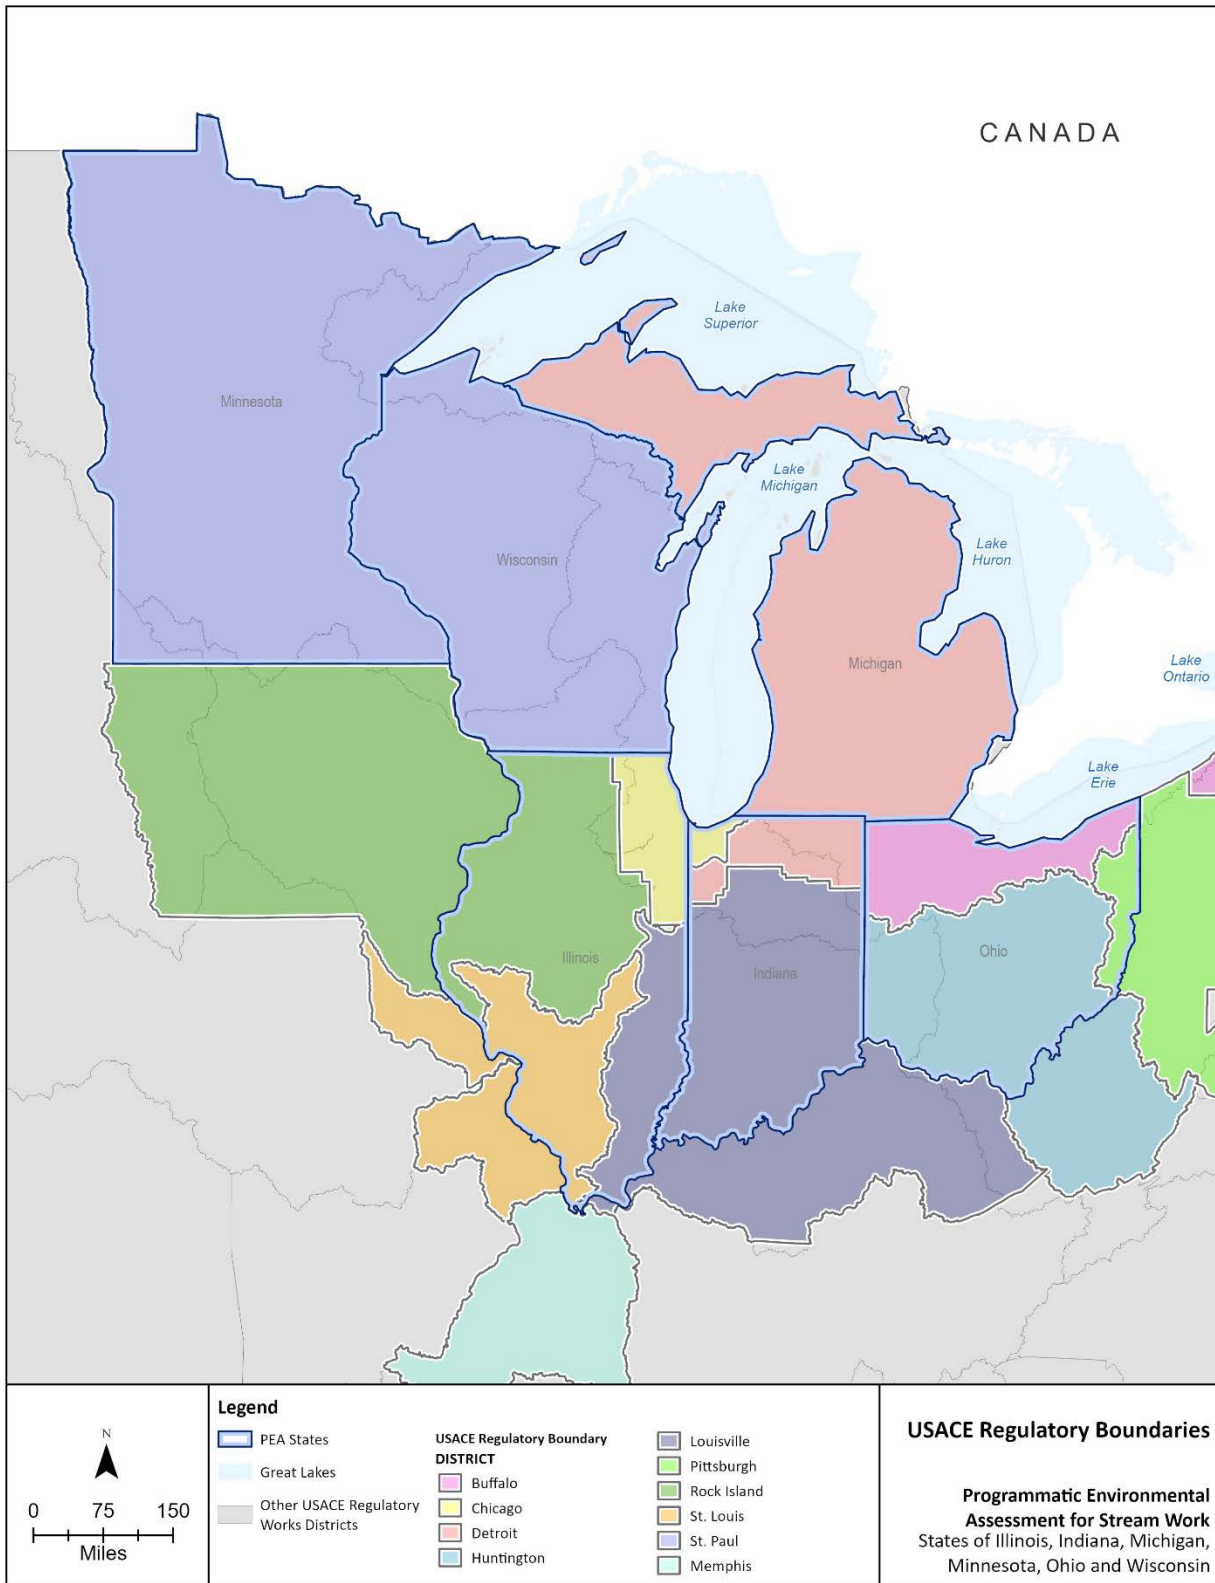 CANADA
Lake
Superior
Minnesota
Lake
Michigan
Wisconsin
Lake
Huron
Michigan
Lake
Ontario
Lake
Erie
Illinois
Indiana
Ohio
N
0 75 150
Miles
Legend
PEA States
Great Lakes
Other USACE Regulatory
Works Districts
USACE Regulatory Boundary
DISTRICT
Buffalo
Chicago
Detroit
Huntington
Louisville
Pittsburgh
Rock Island
St. Louis
St. Paul
Memphis
USACE Regulatory Boundaries
Programmatic Environmental
Assessment for Stream Work
States of Illinois, Indiana, Michigan,
Minnesota, Ohio and Wisconsin